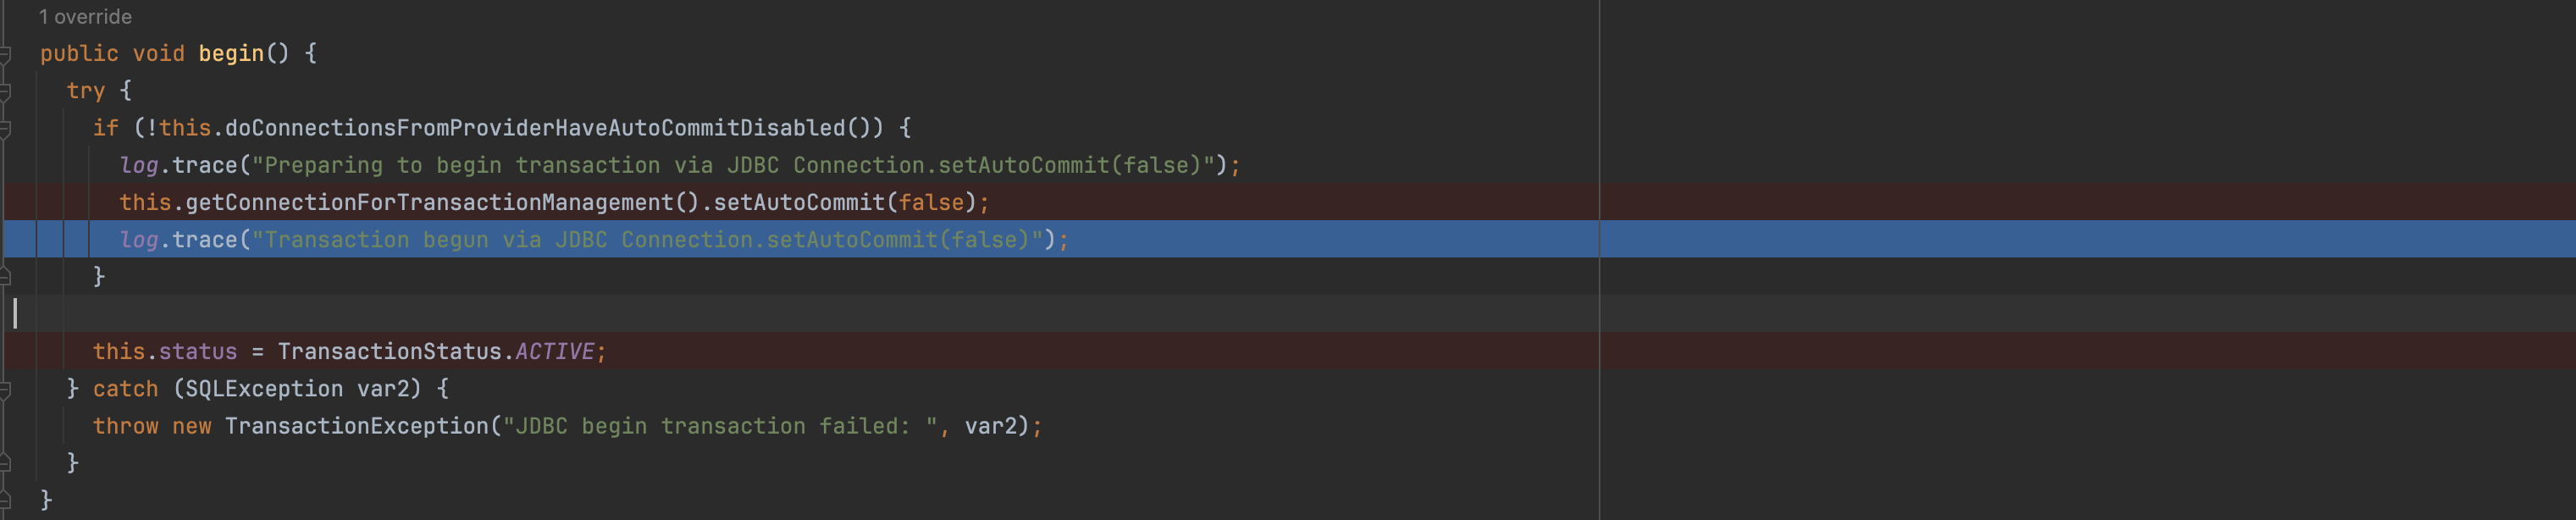 1 override
public void begin() {
try {
if (!this.doConnectionsFromProviderHaveAutoCommitDisabled()) {
log.trace("Preparing to begin transaction via JDBC Connection.setAutoCommit(false)");
this.getConnectionForTransactionManagement().setAutoCommit(false);
log.trace("Transaction begun via JDBC Connection.setAutoCommit(false)");
}
this.status = TransactionStatus.ACTIVE;
} catch (SQLException var2) {
throw new TransactionException("JDBC begin transaction failed: ", var2);
}
}